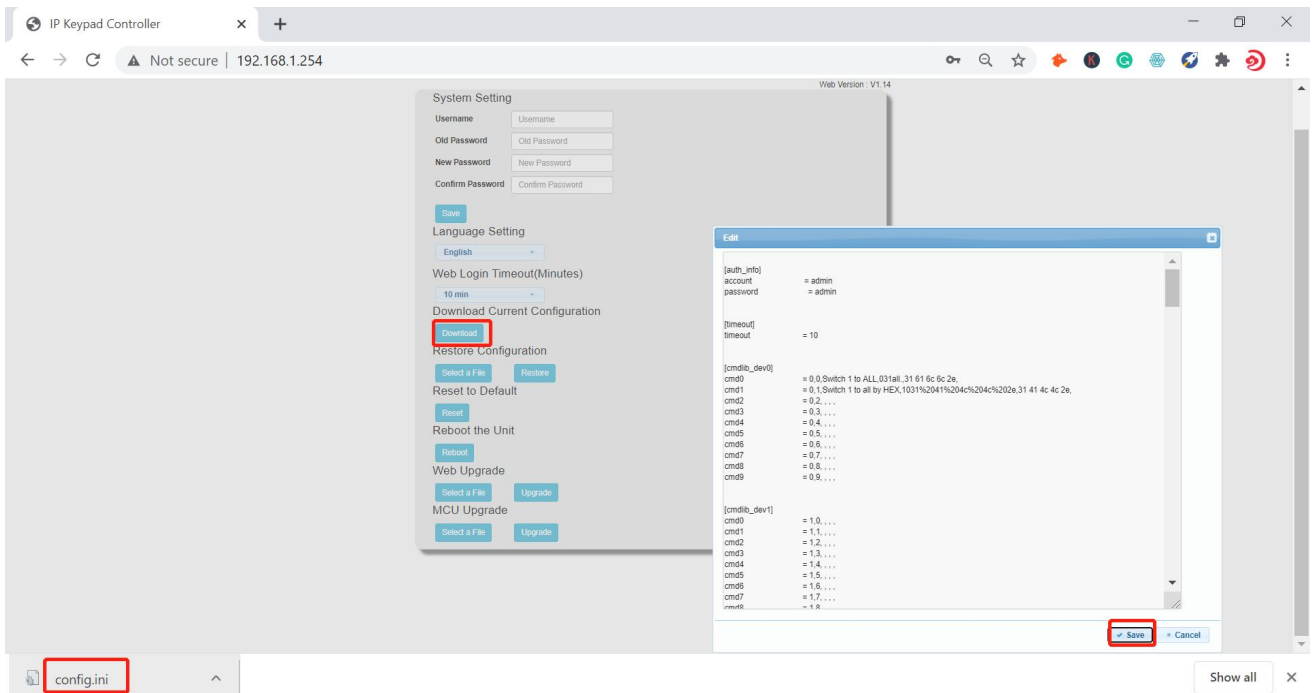 IP Keypad Controller
Not secure | 192.168.1.254
Web Version : V1.14
System Setting
Username Username
Old Password Old Password
New Password New Password
Confirm Password Confirm Password
Save
Language Setting
English
Web Login Timeout(Minutes)
10 min
Download Current Configuration
Download
Restore Configuration
Select a File Restore
Reset to Default
Reset
Reboot the Unit
Reboot
Web Upgrade
Select a File Upgrade
MCU Upgrade
Select a File Upgrade
Edit
[auth_info]
account = admin
password = admin
[timeout]
timeout = 10
[cmdlib_dev0]
cmd0 = 0,0,Switch 1 to ALL,031all.,31 61 6c 6c 2e,
cmd1 = 0,1,Switch 1 to all by HEX,1031%2041%204c%204c%202e,31 41 4c 4c 2e,
cmd2 = 0,2, , , ,
cmd3 = 0,3, , , ,
cmd4 = 0,4, , , ,
cmd5 = 0,5, , , ,
cmd6 = 0,6, , , ,
cmd7 = 0,7, , , ,
cmd8 = 0,8, , , ,
cmd9 = 0,9, , , ,
[cmdlib_dev1]
cmd0 = 1,0, , , ,
cmd1 = 1,1, , , ,
cmd2 = 1,2, , , ,
cmd3 = 1,3, , , ,
cmd4 = 1,4, , , ,
cmd5 = 1,5, , , ,
cmd6 = 1,6, , , ,
cmd7 = 1,7, , , ,
cmd8 = 1,8
Save Cancel
config.ini
Show all